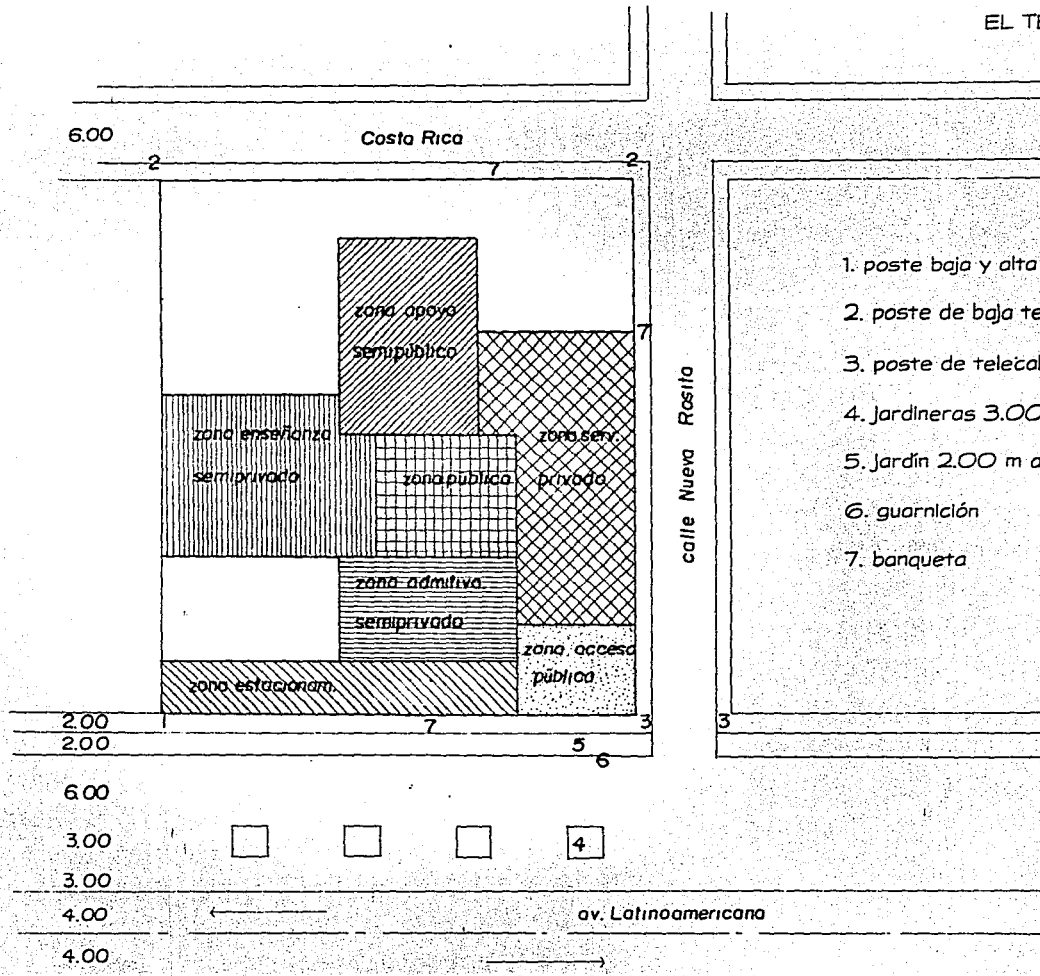 EL TE
6.00
Costa Rica
2
7
2
zona apoyo
semipúblico
7
zona enseñanza
semiprivado
zona pública
zona serv.
privado
calle Nueva Rosita
zona admitiva.
semiprivado
zona acceso
pública
zona estacionam.
1. poste baja y alta
2. poste de baja te
3. poste de telecab
4. jardineras 3.00
5. jardín 2.00 m a
6. guarnición
7. banqueta
2.00
1
7
3
3
2.00
5
6
6.00
3.00
4
3.00
4.00
av. Latinoamericana
4.00